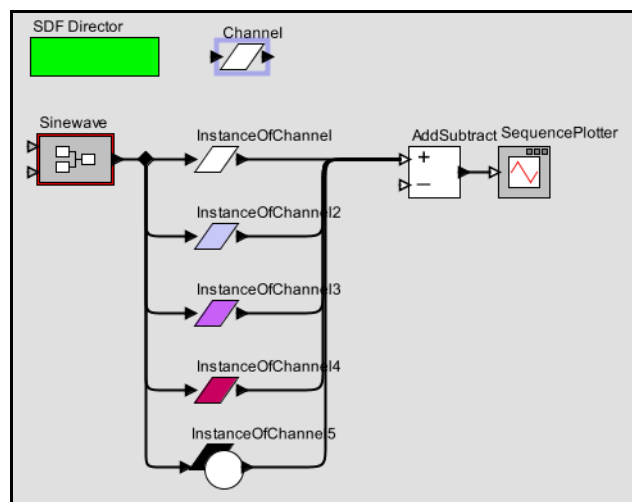 SDF Director
Channel
Sinewave
InstanceOfChannel
AddSubtract
SequencePlotter
+
−
InstanceOfChannel2
InstanceOfChannel3
InstanceOfChannel4
InstanceOfChannel5